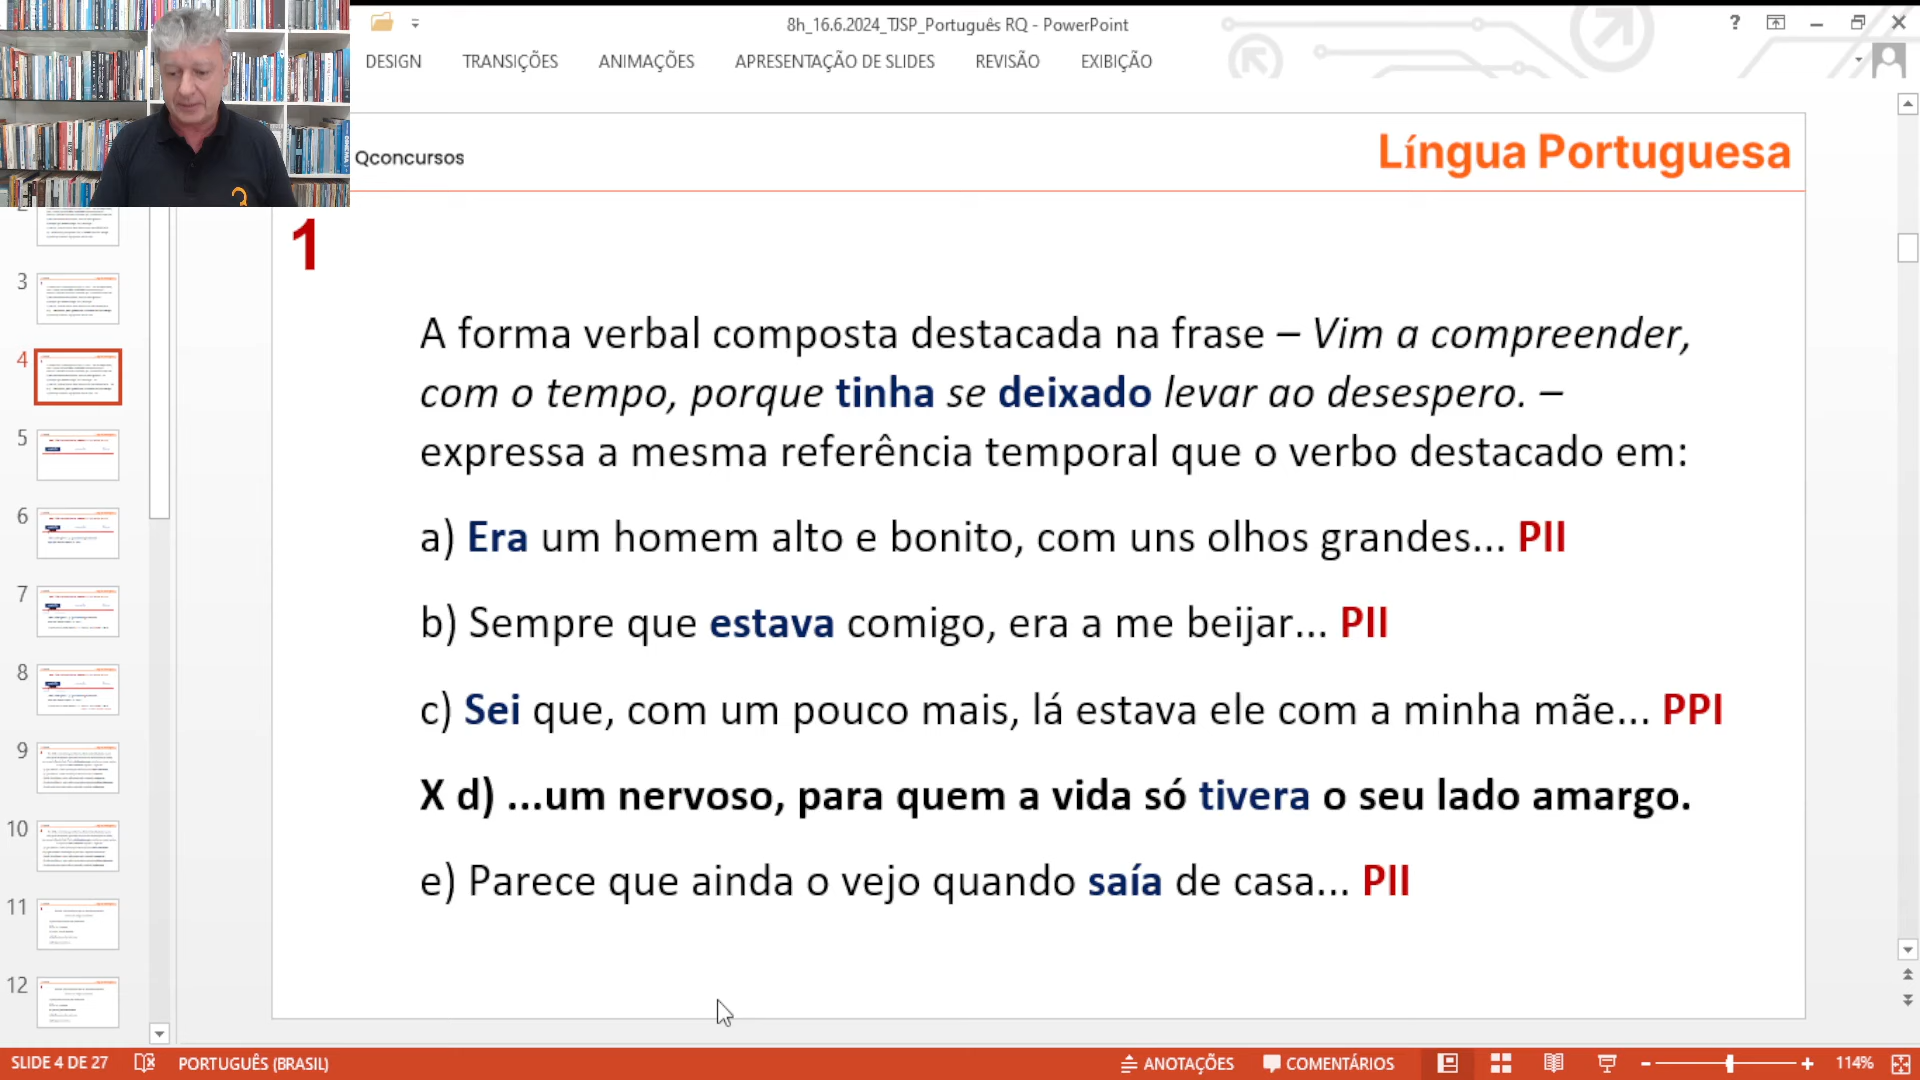 8h_16.6.2024_TJSP_Português RQ - PowerPoint
?
DESIGN TRANSIÇÕES ANIMAÇÕES APRESENTAÇÃO DE SLIDES REVISÃO EXIBIÇÃO
Qconcursos
Língua Portuguesa
1
A forma verbal composta destacada na frase – Vim a compreender,
com o tempo, porque tinha se deixado levar ao desespero. –
expressa a mesma referência temporal que o verbo destacado em:
a) Era um homem alto e bonito, com uns olhos grandes... PII
b) Sempre que estava comigo, era a me beijar... PII
c) Sei que, com um pouco mais, lá estava ele com a minha mãe... PPI
X d) ...um nervoso, para quem a vida só tivera o seu lado amargo.
e) Parece que ainda o vejo quando saía de casa... PII
3
4
5
6
7
8
9
10
11
12
SLIDE 4 DE 27 PORTUGUÊS (BRASIL) ANOTAÇÕES COMENTÁRIOS 114%